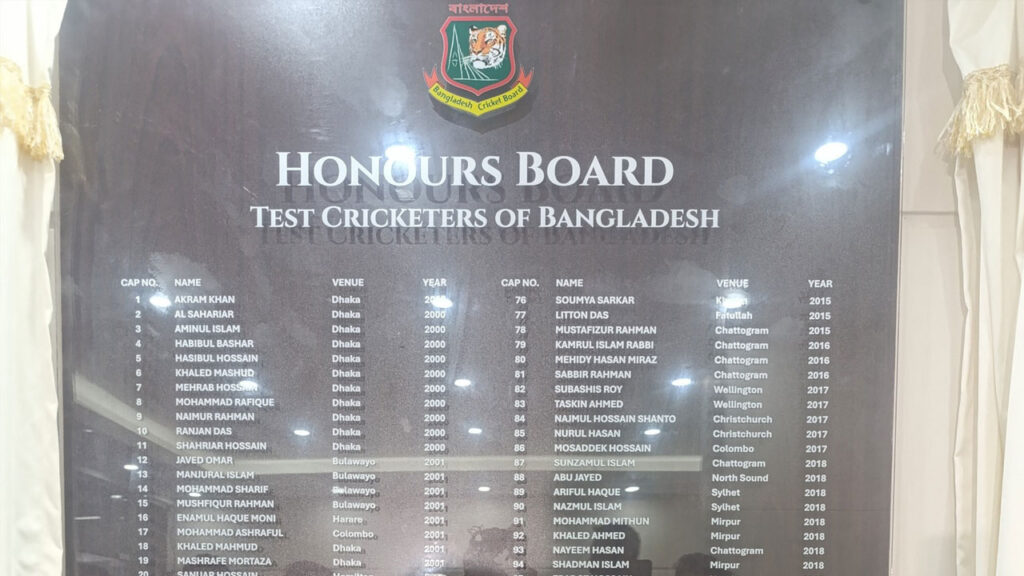 বাংলাদেশ
Bangladesh Cricket Board
HONOURS BOARD
TEST CRICKETERS OF BANGLADESH
CAP NO. NAME VENUE YEAR CAP NO. NAME VENUE YEAR
1 AKRAM KHAN Dhaka 76 SOUMYA SARKAR 2015
2 AL SAHARIAR Dhaka 2000 77 LITTON DAS Fatullah 2015
3 AMINUL ISLAM Dhaka 2000 78 MUSTAFIZUR RAHMAN Chattogram 2015
4 HABIBUL BASHAR Dhaka 2000 79 KAMRUL ISLAM RABBI Chattogram 2016
5 HASIBUL HOSSAIN Dhaka 2000 80 MEHIDY HASAN MIRAZ Chattogram 2016
6 KHALED MASHUD Dhaka 2000 81 SABBIR RAHMAN Chattogram 2016
7 MEHRAB HOSSAIN Dhaka 2000 82 SUBASHIS ROY Wellington 2017
8 MOHAMMAD RAFIQUE Dhaka 2000 83 TASKIN AHMED Wellington 2017
9 NAIMUR RAHMAN Dhaka 2000 84 NAJMUL HOSSAIN SHANTO Christchurch 2017
10 RANJAN DAS Dhaka 2000 85 NURUL HASAN Christchurch 2017
11 SHAHRIAR HOSSAIN Dhaka 2000 86 MOSADDEK HOSSAIN Colombo 2017
12 JAVED OMAR Bulawayo 2001 87 SUNZAMUL ISLAM Chattogram 2018
13 MANJURAL ISLAM Bulawayo 2001 88 ABU JAYED North Sound 2018
14 MOHAMMAD SHARIF Bulawayo 2001 89 ARIFUL HAQUE Sylhet 2018
15 MUSHFIQUR RAHMAN Bulawayo 2001 90 NAZMUL ISLAM Sylhet 2018
16 ENAMUL HAQUE MONI Harare 2001 91 MOHAMMAD MITHUN Mirpur 2018
17 MOHAMMAD ASHRAFUL Colombo 2001 92 KHALED AHMED Mirpur 2018
18 KHALED MAHMUD Dhaka 2001 93 NAYEEM HASAN Chattogram 2018
19 MASHRAFE MORTAZA Dhaka 2001 94 SHADMAN ISLAM Mirpur 2018